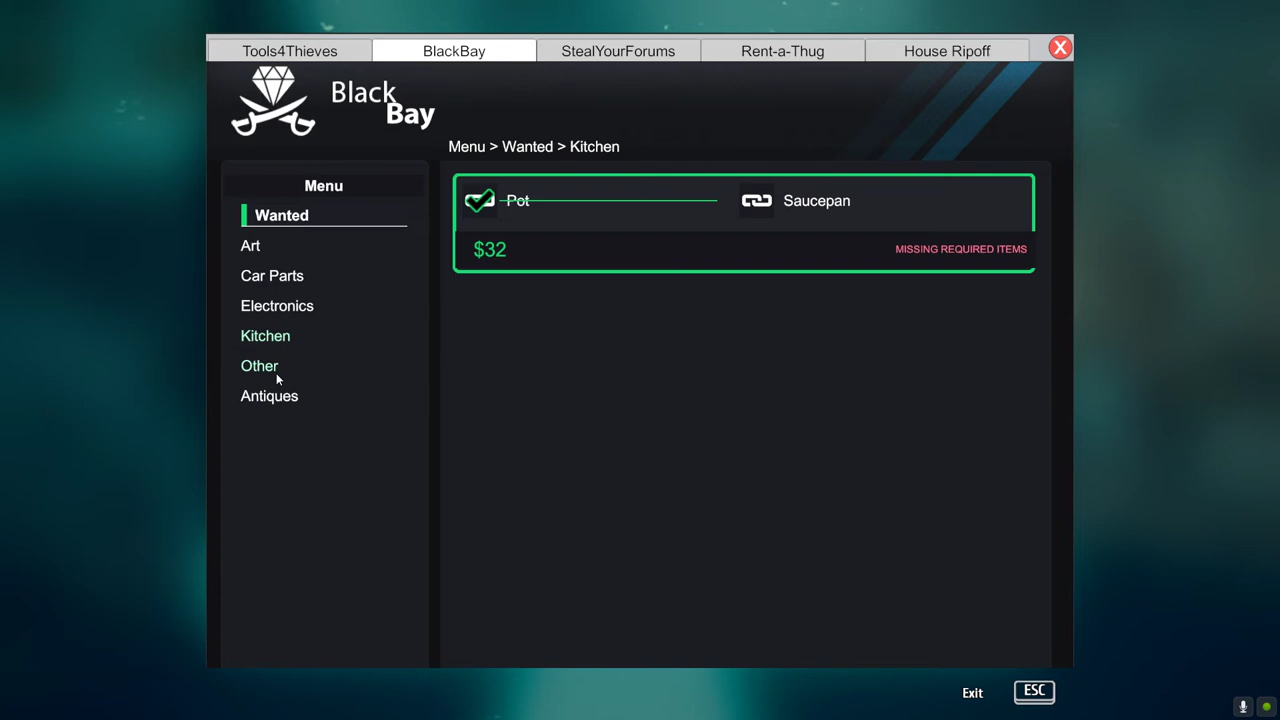 Tools4Thieves BlackBay StealYourForums Rent-a-Thug House Ripoff X
Black
Bay
Menu > Wanted > Kitchen
Menu
Wanted
Art
Car Parts
Electronics
Kitchen
Other
Antiques
Pot Saucepan
$32 MISSING REQUIRED ITEMS
Exit ESC